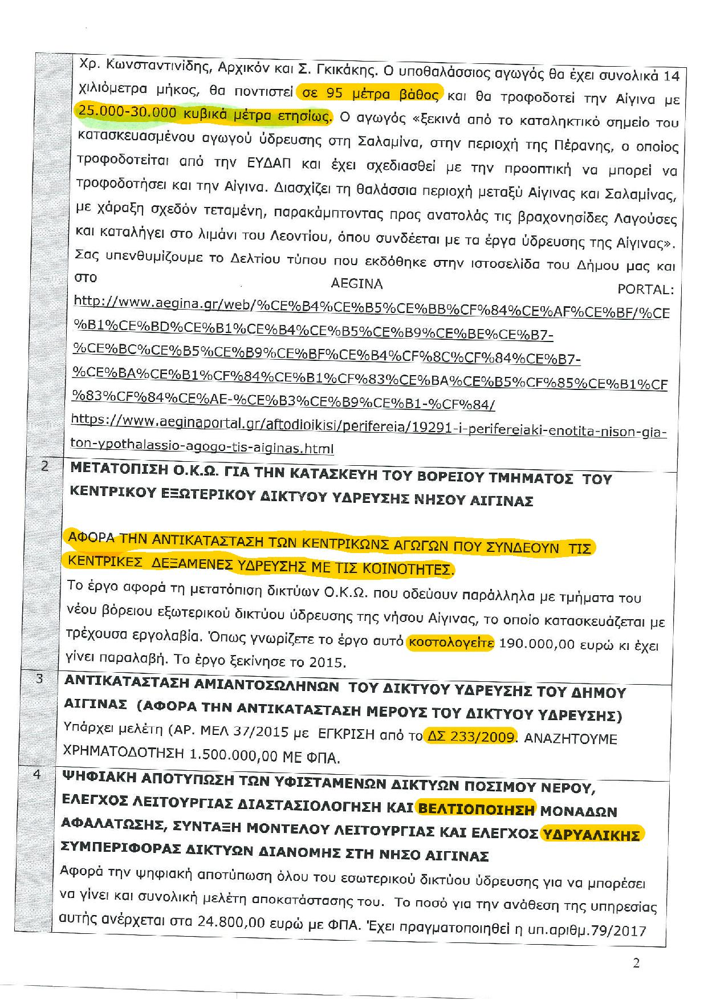 Χρ. Κωνσταντινίδης, Αρχικόν και Σ. Γκικάκης. Ο υποθαλάσσιος αγωγός θα έχει συνολικά 14
χιλιόμετρα μήκος, θα ποντιστεί σε 95 μέτρα βάθος και θα τροφοδοτεί την Αίγινα με
25.000-30.000 κυβικά μέτρα ετησίως. Ο αγωγός «ξεκινά από το καταληκτικό σημείο του
κατασκευασμένου αγωγού ύδρευσης στη Σαλαμίνα, στην περιοχή της Πέρανης, ο οποίος
τροφοδοτείται από την ΕΥΔΑΠ και έχει σχεδιασθεί με την προοπτική να μπορεί να
τροφοδοτήσει και την Αίγινα. Διασχίζει τη θαλάσσια περιοχή μεταξύ Αίγινας και Σαλαμίνας,
με χάραξη σχεδόν τεταμένη, παρακάμπτοντας προς ανατολάς τις βραχονησίδες Λαγούσες
και καταλήγει στο λιμάνι του Λεοντίου, όπου συνδέεται με τα έργα ύδρευσης της Αίγινας».
Σας υπενθυμίζουμε το Δελτίου τύπου που εκδόθηκε στην ιστοσελίδα του Δήμου μας και
στο AEGINA PORTAL:
http://www.aegina.gr/web/%CE%B4%CE%B5%CE%BB%CF%84%CE%AF%CE%BF/%CE
%B1%CE%BD%CE%B1%CE%B4%CE%B5%CE%B9%CE%BE%CE%B7-
%CE%BC%CE%B5%CE%B9%CE%BF%CE%B4%CF%8C%CF%84%CE%B7-
%CE%BA%CE%B1%CF%84%CE%B1%CF%83%CE%BA%CE%B5%CF%85%CE%B1%CF
%83%CF%84%CE%AE-%CE%B3%CE%B9%CE%B1-%CF%84/
https://www.aeginaportal.gr/aftodioikisi/perifereia/19291-i-perifereiaki-enotita-nison-gia-
ton-ypothalassio-agogo-tis-aiginas.html
2 ΜΕΤΑΤΟΠΙΣΗ Ο.Κ.Ω. ΓΙΑ ΤΗΝ ΚΑΤΑΣΚΕΥΗ ΤΟΥ ΒΟΡΕΙΟΥ ΤΜΗΜΑΤΟΣ ΤΟΥ
ΚΕΝΤΡΙΚΟΥ ΕΞΩΤΕΡΙΚΟΥ ΔΙΚΤΥΟΥ ΥΔΡΕΥΣΗΣ ΝΗΣΟΥ ΑΙΓΙΝΑΣ
ΑΦΟΡΑ ΤΗΝ ΑΝΤΙΚΑΤΑΣΤΑΣΗ ΤΩΝ ΚΕΝΤΡΙΚΩΝΣ ΑΓΩΓΩΝ ΠΟΥ ΣΥΝΔΕΟΥΝ ΤΙΣ
ΚΕΝΤΡΙΚΕΣ ΔΕΞΑΜΕΝΕΣ ΥΔΡΕΥΣΗΣ ΜΕ ΤΙΣ ΚΟΙΝΟΤΗΤΕΣ.
Το έργο αφορά τη μετατόπιση δικτύων Ο.Κ.Ω. που οδεύουν παράλληλα με τμήματα του
νέου βόρειου εξωτερικού δικτύου ύδρευσης της νήσου Αίγινας, το οποίο κατασκευάζεται με
τρέχουσα εργολαβία. Όπως γνωρίζετε το έργο αυτό κοστολογείτε 190.000,00 ευρώ κι έχει
γίνει παραλαβή. Το έργο ξεκίνησε το 2015.
3 ΑΝΤΙΚΑΤΑΣΤΑΣΗ ΑΜΙΑΝΤΟΣΩΛΗΝΩΝ ΤΟΥ ΔΙΚΤΥΟΥ ΥΔΡΕΥΣΗΣ ΤΟΥ ΔΗΜΟΥ
ΑΙΓΙΝΑΣ (ΑΦΟΡΑ ΤΗΝ ΑΝΤΙΚΑΤΑΣΤΑΣΗ ΜΕΡΟΥΣ ΤΟΥ ΔΙΚΤΥΟΥ ΥΔΡΕΥΣΗΣ)
Υπάρχει μελέτη (ΑΡ. ΜΕΛ 37/2015 με ΕΓΚΡΙΣΗ από το ΔΣ 233/2009. ΑΝΑΖΗΤΟΥΜΕ
ΧΡΗΜΑΤΟΔΟΤΗΣΗ 1.500.000,00 ΜΕ ΦΠΑ.
4 ΨΗΦΙΑΚΗ ΑΠΟΤΥΠΩΣΗ ΤΩΝ ΥΦΙΣΤΑΜΕΝΩΝ ΔΙΚΤΥΩΝ ΠΟΣΙΜΟΥ ΝΕΡΟΥ,
ΕΛΕΓΧΟΣ ΛΕΙΤΟΥΡΓΙΑΣ ΔΙΑΣΤΑΣΙΟΛΟΓΗΣΗ ΚΑΙ ΒΕΛΤΙΟΠΟΙΗΣΗ ΜΟΝΑΔΩΝ
ΑΦΑΛΑΤΩΣΗΣ, ΣΥΝΤΑΞΗ ΜΟΝΤΕΛΟΥ ΛΕΙΤΟΥΡΓΙΑΣ ΚΑΙ ΕΛΕΓΧΟΣ ΥΔΡΥΑΛΙΚΗΣ
ΣΥΜΠΕΡΙΦΟΡΑΣ ΔΙΚΤΥΩΝ ΔΙΑΝΟΜΗΣ ΣΤΗ ΝΗΣΟ ΑΙΓΙΝΑΣ
Αφορά την ψηφιακή αποτύπωση όλου του εσωτερικού δικτύου ύδρευσης για να μπορέσει
να γίνει και συνολική μελέτη αποκατάστασης του. Το ποσό για την ανάθεση της υπηρεσίας
αυτής ανέρχεται στα 24.800,00 ευρώ με ΦΠΑ. Έχει πραγματοποιηθεί η υπ.αριθμ.79/2017
2